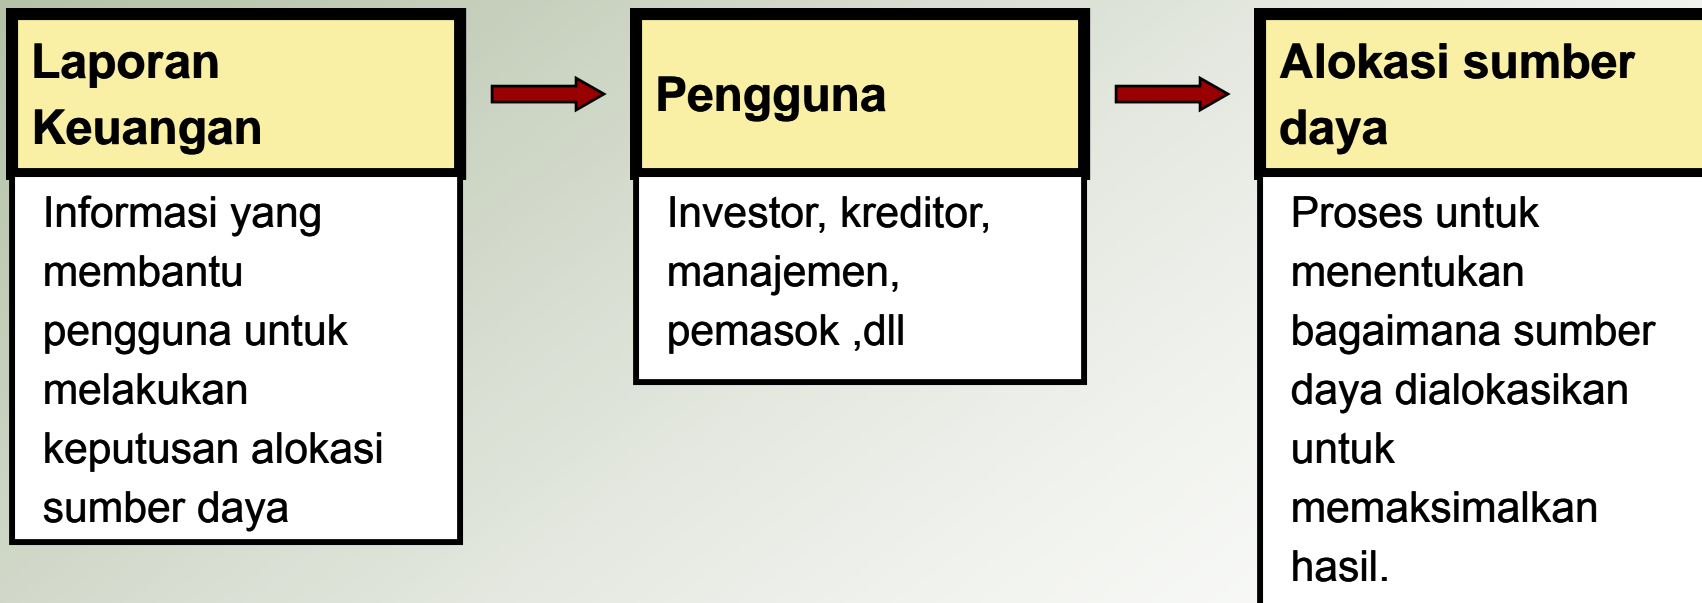 Laporan
Keuangan
Informasi yang
membantu
pengguna untuk
melakukan
keputusan alokasi
sumber daya
Pengguna
Investor, kreditor,
manajemen,
pemasok ,dll
Alokasi sumber
daya
Proses untuk
menentukan
bagaimana sumber
daya dialokasikan
untuk
memaksimalkan
hasil.